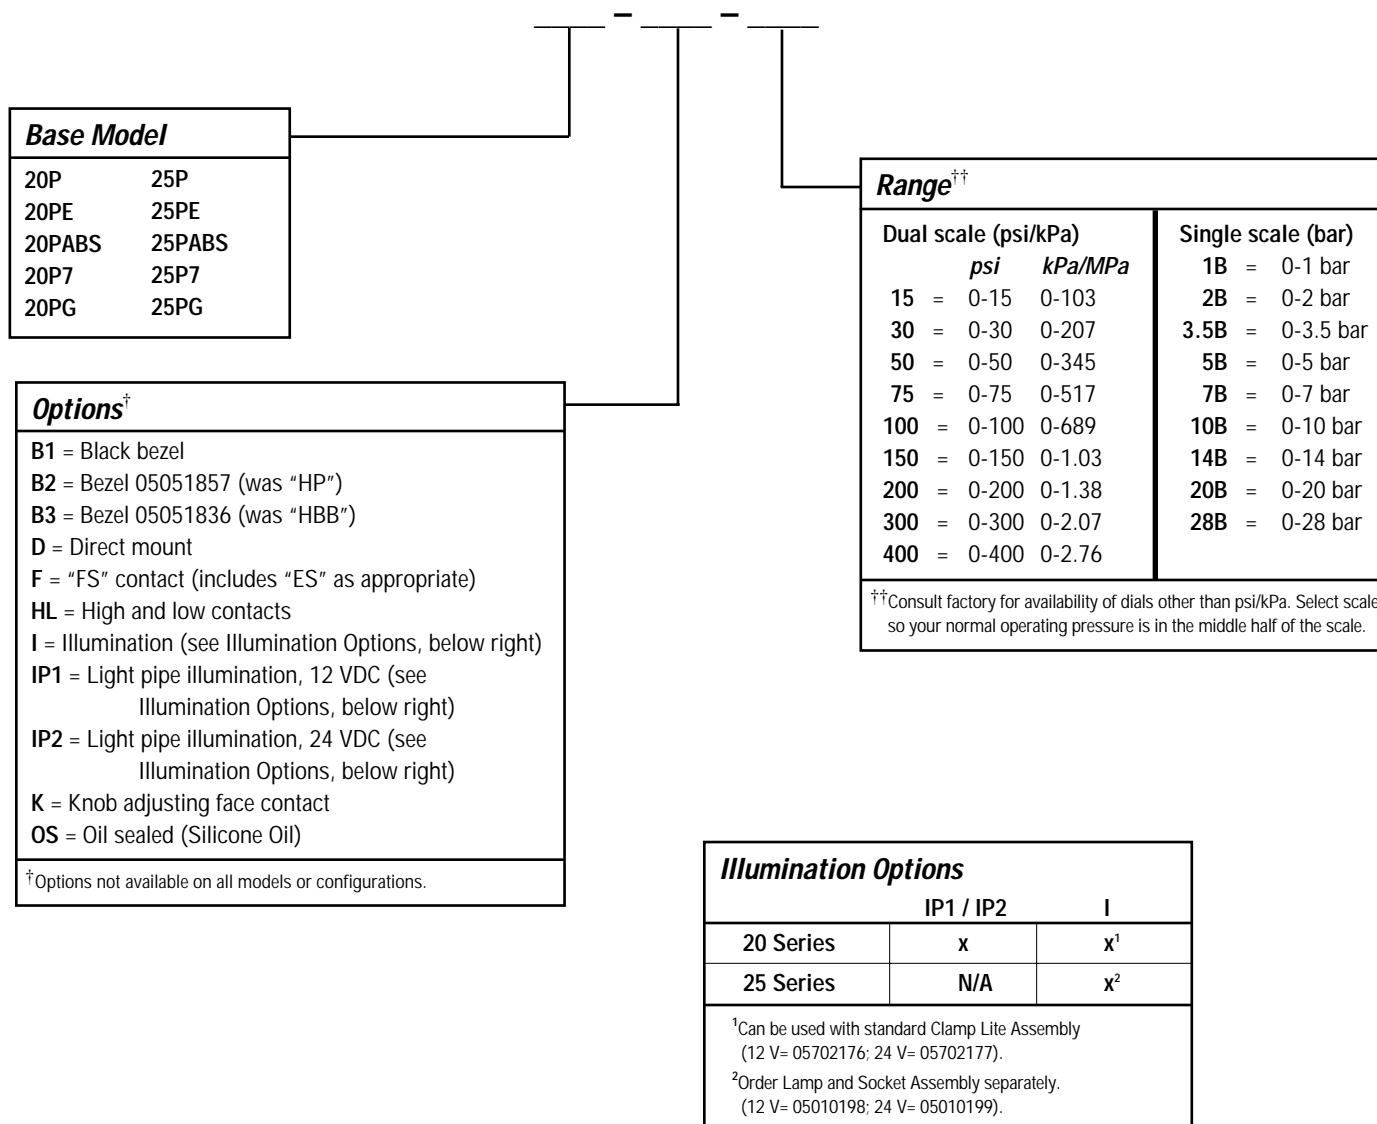 ____ – ____ – ____
Base Model
20P 25P
20PE 25PE
20PABS 25PABS
20P7 25P7
20PG 25PG
Options†
B1 = Black bezel
B2 = Bezel 05051857 (was “HP”)
B3 = Bezel 05051836 (was “HBB”)
D = Direct mount
F = “FS” contact (includes “ES” as appropriate)
HL = High and low contacts
I = Illumination (see Illumination Options, below right)
IP1 = Light pipe illumination, 12 VDC (see
Illumination Options, below right)
IP2 = Light pipe illumination, 24 VDC (see
Illumination Options, below right)
K = Knob adjusting face contact
OS = Oil sealed (Silicone Oil)
†Options not available on all models or configurations.
Range††
Dual scale (psi/kPa)
psi kPa/MPa
15 = 0-15 0-103
30 = 0-30 0-207
50 = 0-50 0-345
75 = 0-75 0-517
100 = 0-100 0-689
150 = 0-150 0-1.03
200 = 0-200 0-1.38
300 = 0-300 0-2.07
400 = 0-400 0-2.76
Single scale (bar)
1B = 0-1 bar
2B = 0-2 bar
3.5B = 0-3.5 bar
5B = 0-5 bar
7B = 0-7 bar
10B = 0-10 bar
14B = 0-14 bar
20B = 0-20 bar
28B = 0-28 bar
††Consult factory for availability of dials other than psi/kPa. Select scale
so your normal operating pressure is in the middle half of the scale.
Illumination Options
IP1 / IP2 I
20 Series x x¹
25 Series N/A x²
¹Can be used with standard Clamp Lite Assembly
(12 V= 05702176; 24 V= 05702177).
²Order Lamp and Socket Assembly separately.
(12 V= 05010198; 24 V= 05010199).